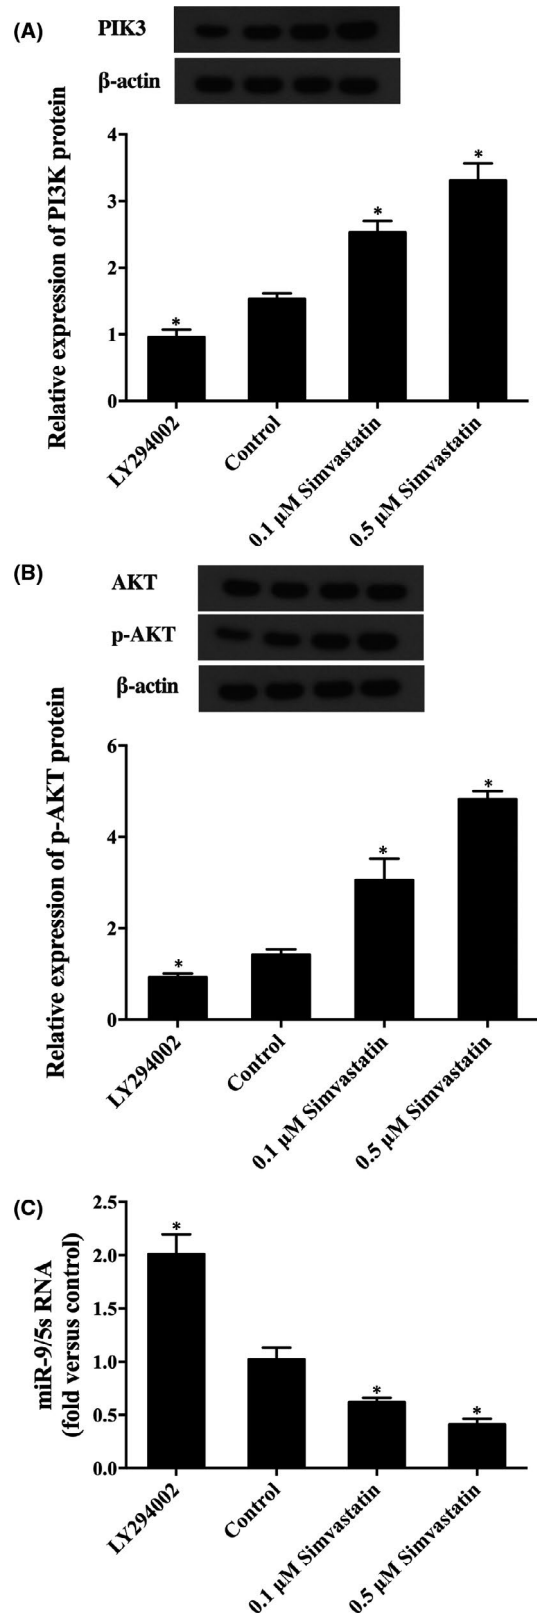 (A)
PIK3
β-actin
Relative expression of PI3K protein
4
3
2
1
0
*
*
*
LY294002
Control
0.1 μM Simvastatin
0.5 μM Simvastatin
(B)
AKT
p-AKT
β-actin
Relative expression of p-AKT protein
6
4
2
0
*
*
*
LY294002
Control
0.1 μM Simvastatin
0.5 μM Simvastatin
(C)
miR-9/5s RNA
(fold versus control)
2.5
2.0
1.5
1.0
0.5
0.0
*
*
*
LY294002
Control
0.1 μM Simvastatin
0.5 μM Simvastatin